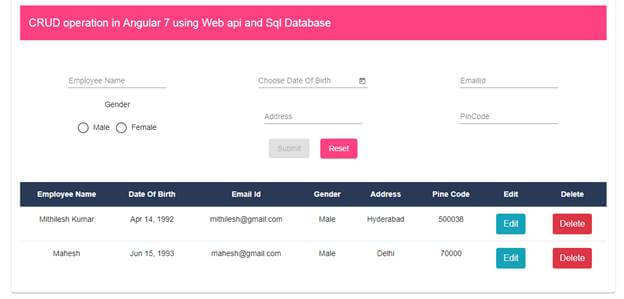 CRUD operation in Angular 7 using Web api and Sql Database
Employee Name Choose Date Of Birth EmailId
Gender
Address PinCode
Male Female
Submit Reset
Employee Name Date Of Birth Email Id Gender Address Pine Code Edit Delete
Mithilesh Kumar Apr 14, 1992 mithilesh@gmail.com Male Hyderabad 500038 Edit Delete
Mahesh Jun 15, 1993 mahesh@gmail.com Male Delhi 70000 Edit Delete